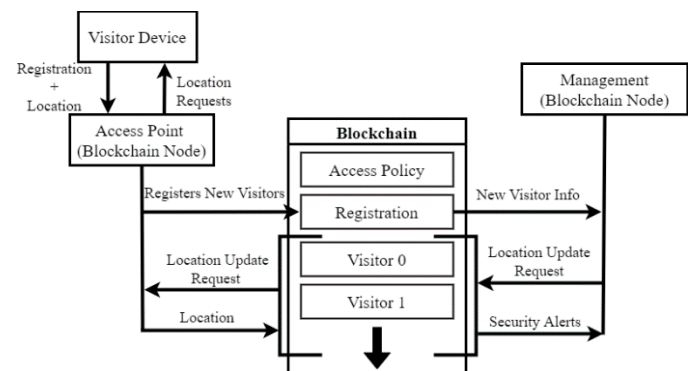 Visitor Device
Registration
+
Location
Location
Requests
Management
(Blockchain Node)
Access Point
(Blockchain Node)
Blockchain
Access Policy
Registers New Visitors
Registration
New Visitor Info
Visitor 0
Location Update
Request
Location Update
Request
Visitor 1
Location
Security Alerts